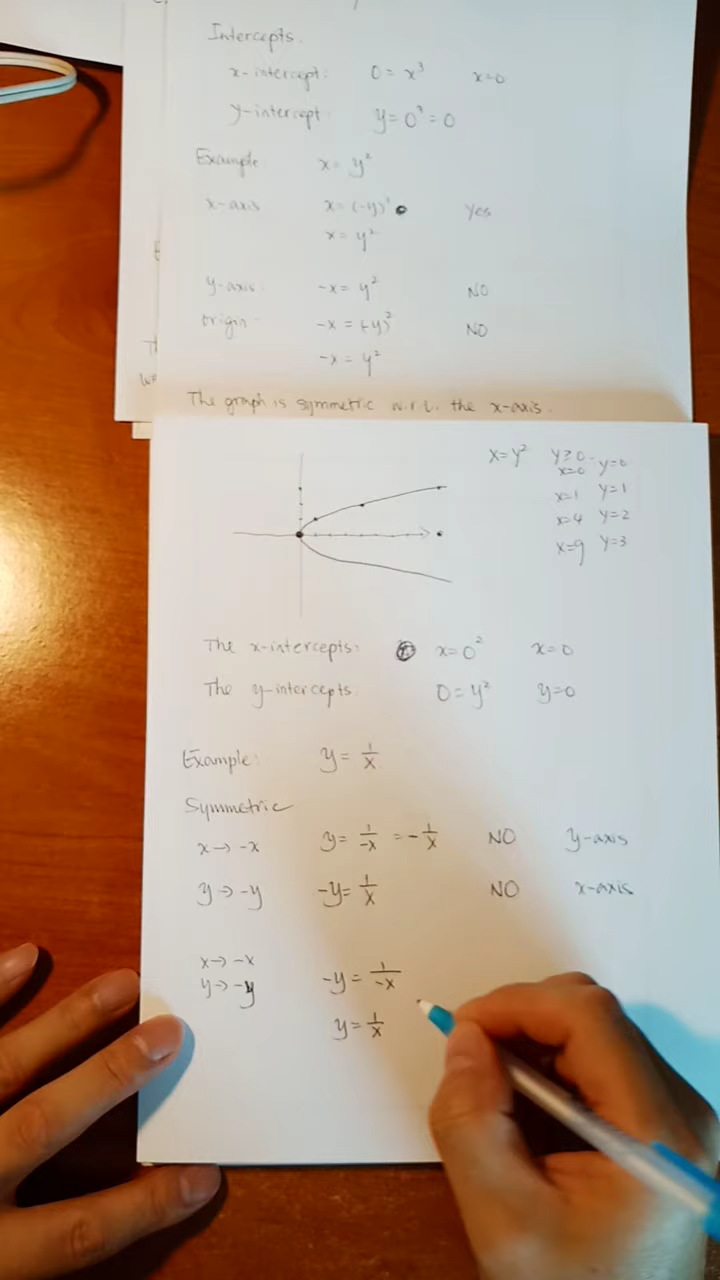 Intercepts.
x-intercept: 0 = x³ x=0
y-intercept: y = 0³ = 0
Example: x = y²
x-axis x = (-y)² Yes
x = y²
y-axis: -x = y² NO
origin: -x = (-y)² NO
-x = y²
The graph is symmetric w.r.t. the x-axis.
x=y² y≥0.
x=0 y=0
x=1 y=1
x=4 y=2
x=9 y=3
The x-intercepts: x=0² x=0
The y-intercepts: 0=y² y=0
Example: y = 1/x
Symmetric
x→ -x y = 1/-x = -1/x NO y-axis
y→ -y -y = 1/x NO x-axis
x→ -x
y→ -y -y = 1/-x
y = 1/x